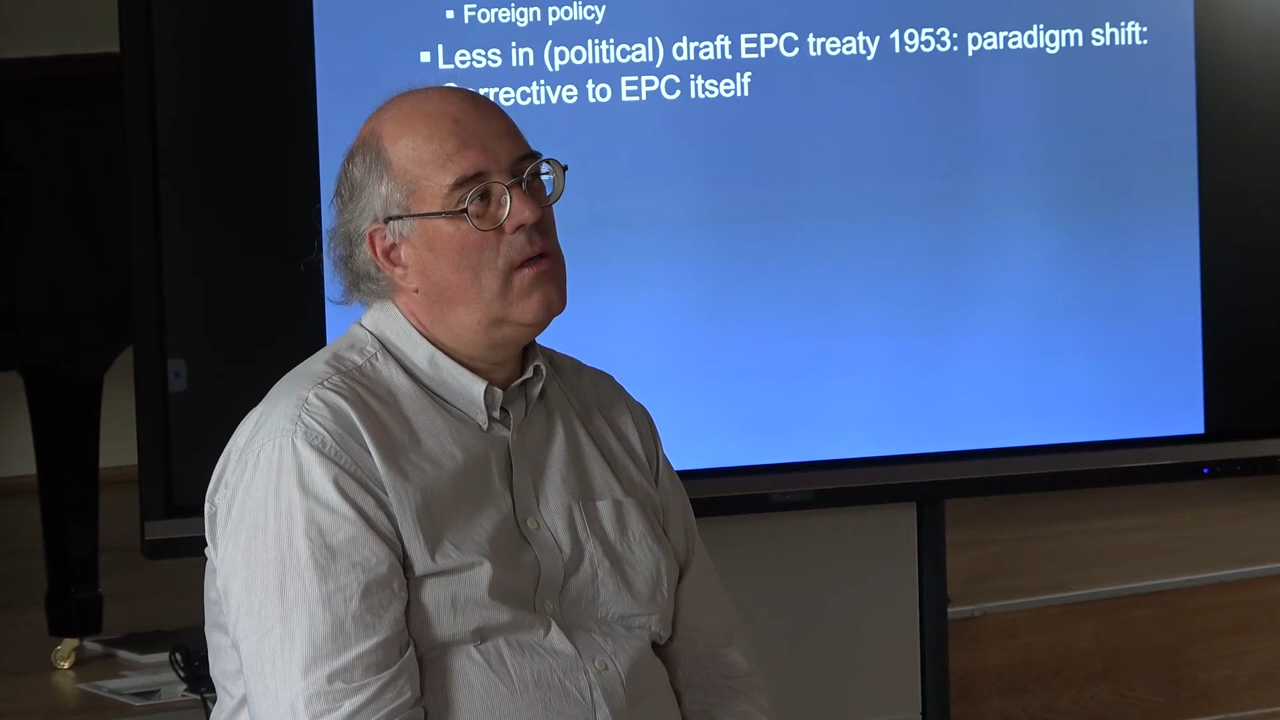 ▪ Foreign policy
▪ Less in (political) draft EPC treaty 1953: paradigm shift:
to EPC itself